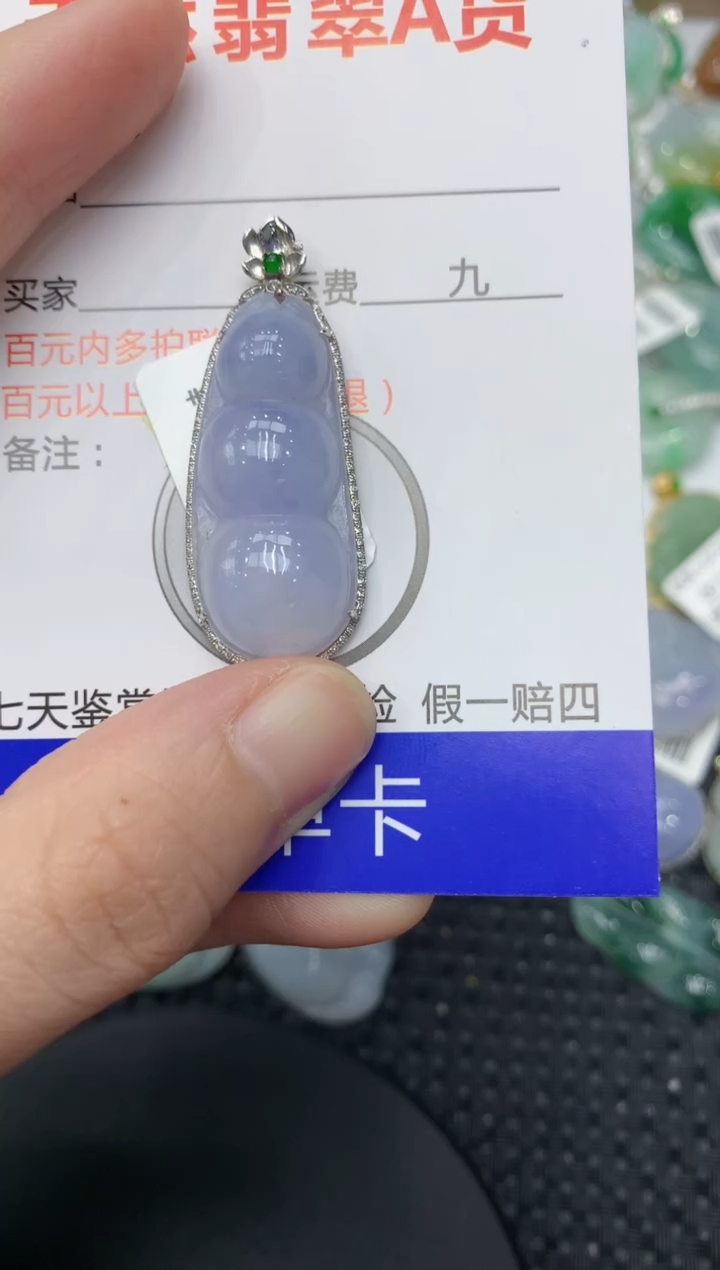 翡翠A货
买家 费 九
百元内多护
百元以上 退）
备注：
七天鉴赏 假一赔四
卡